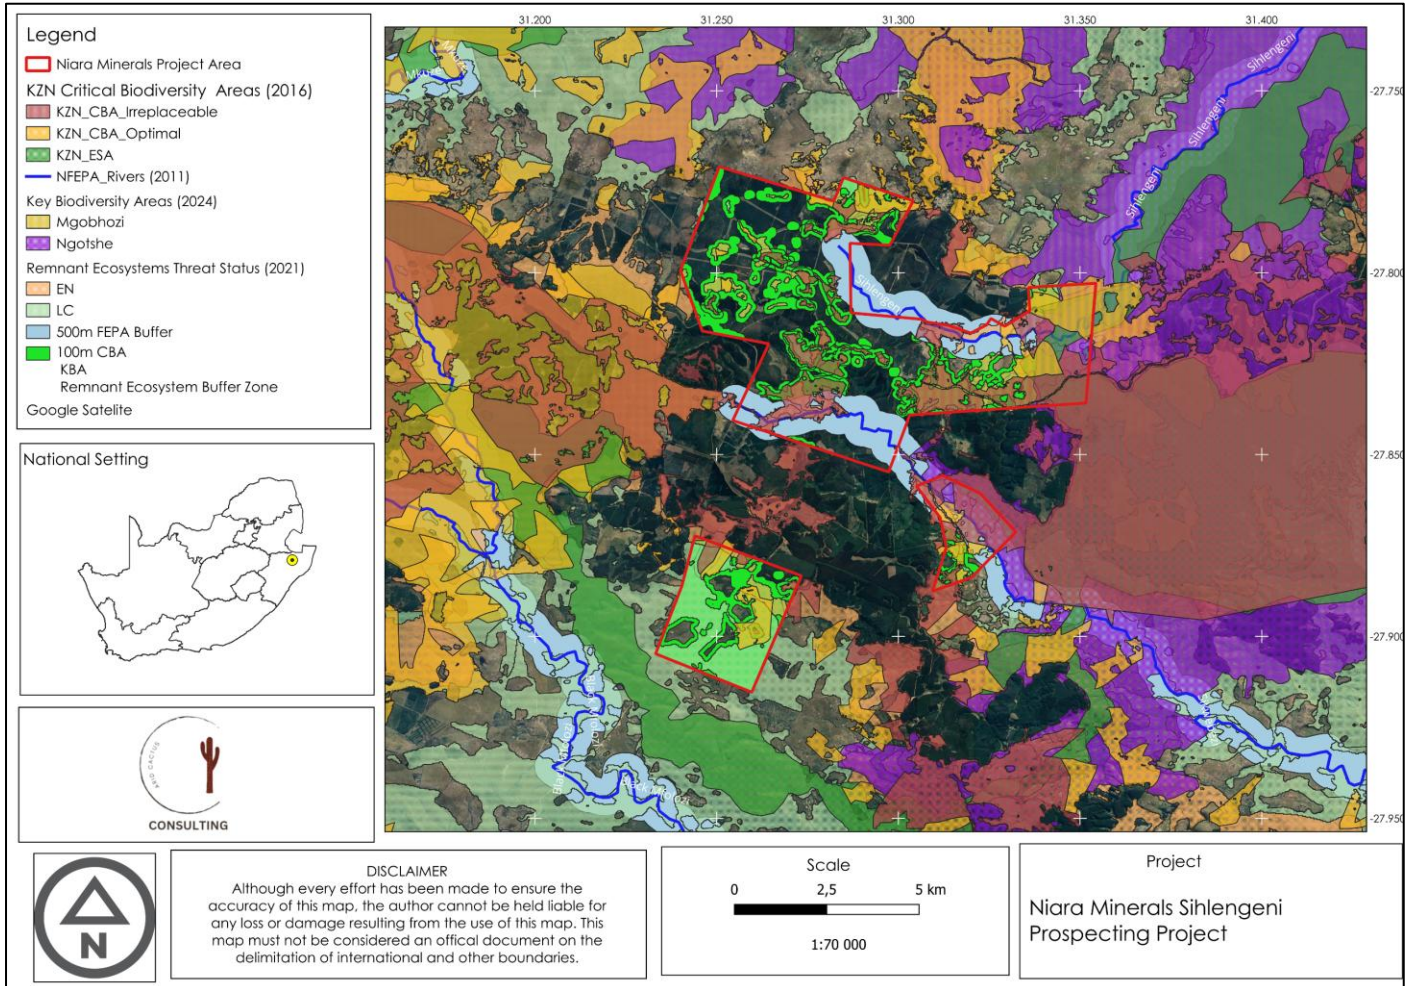 Legend
Niara Minerals Project Area
KZN Critical Biodiversity Areas (2016)
KZN_CBA_Irreplaceable
KZN_CBA_Optimal
KZN_ESA
NFEPA_Rivers (2011)
Key Biodiversity Areas (2024)
Mgobhozi
Ngotshe
Remnant Ecosystems Threat Status (2021)
EN
LC
500m FEPA Buffer
100m CBA
KBA
Remnant Ecosystem Buffer Zone
Google Satelite
National Setting
ARID CACTUS
CONSULTING
31.200
31.250
31.300
31.350
31.400
-27.750
-27.800
-27.850
-27.900
-27.950
Sihlengeni
Sihlengeni
Sihlengeni
Sihlengeni
Black Mfolozi
N
DISCLAIMER
Although every effort has been made to ensure the
accuracy of this map, the author cannot be held liable for
any loss or damage resulting from the use of this map. This
map must not be considered an offical document on the
delimitation of international and other boundaries.
Scale
0 2,5 5 km
1:70 000
Project
Niara Minerals Sihlengeni
Prospecting Project